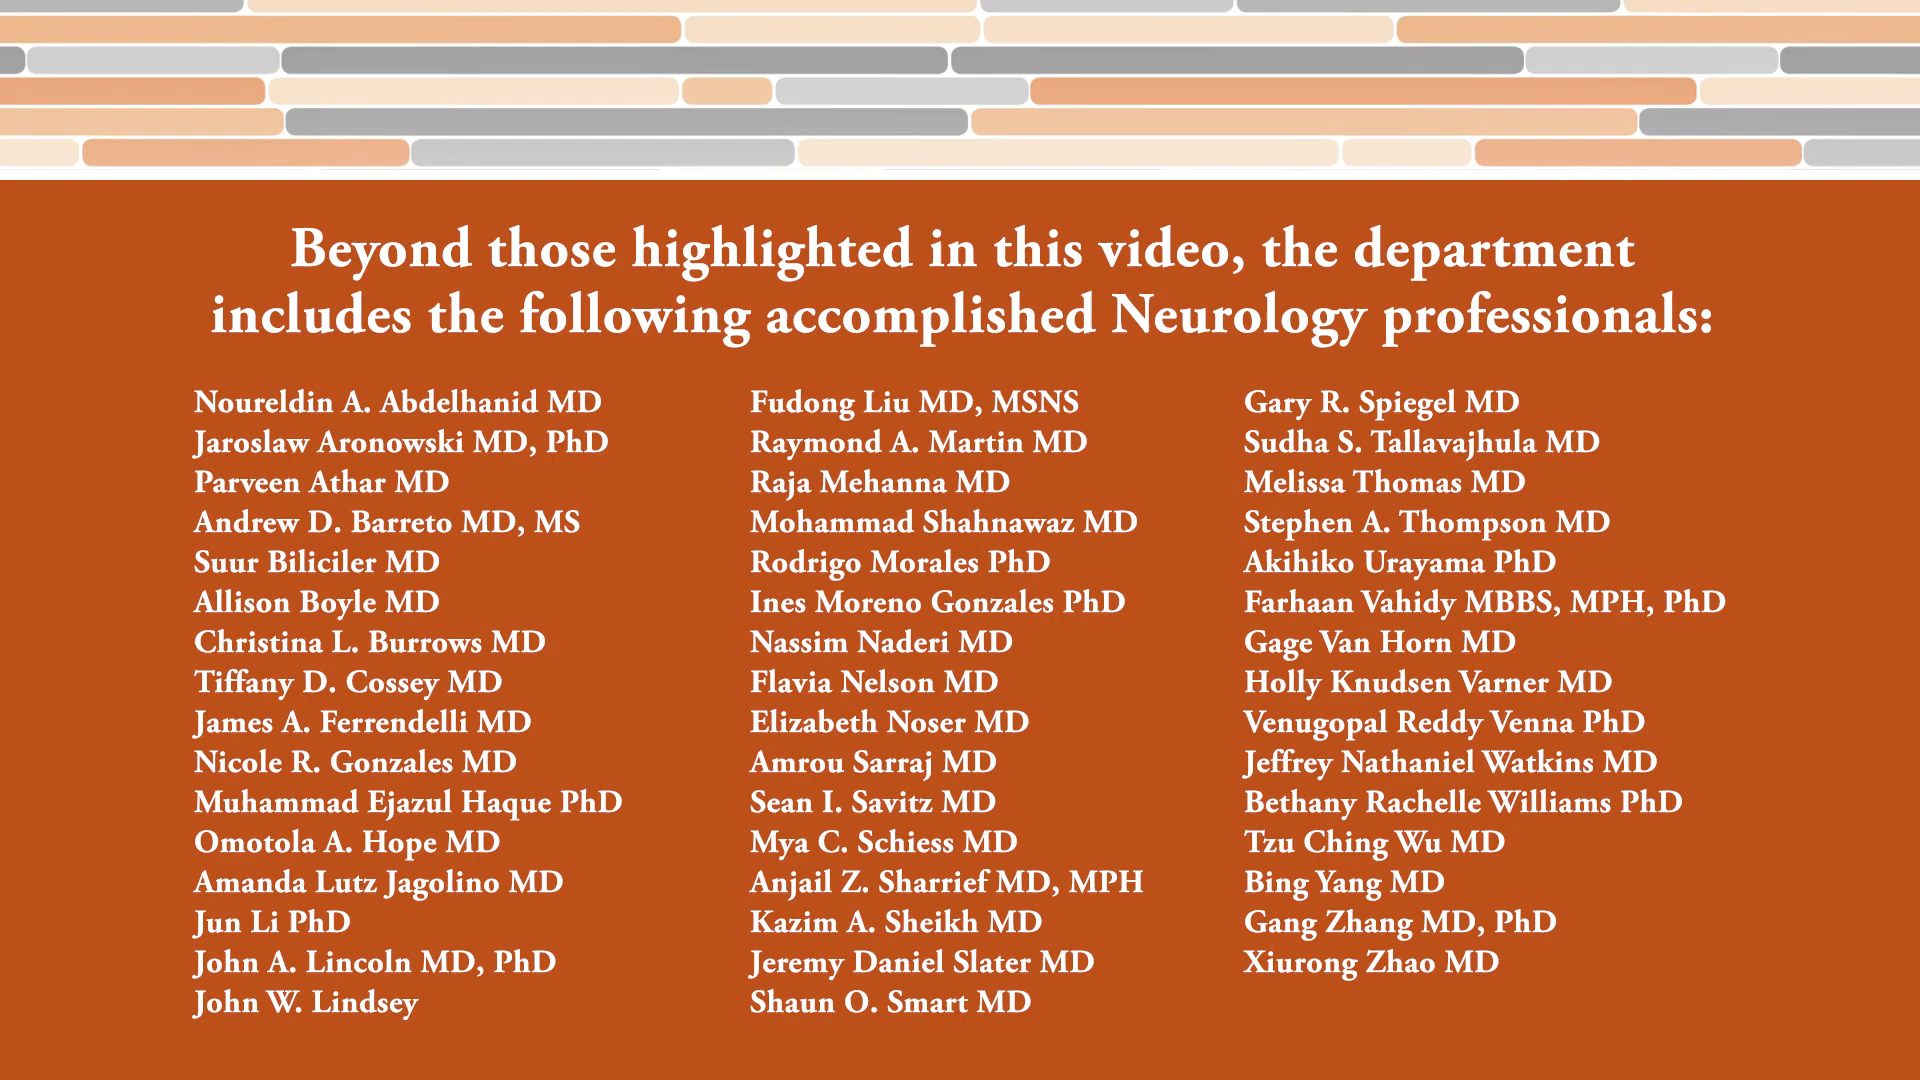 Beyond those highlighted in this video, the department
includes the following accomplished Neurology professionals:
Noureldin A. Abdelhanid MD
Jaroslaw Aronowski MD, PhD
Parveen Athar MD
Andrew D. Barreto MD, MS
Suur Biliciler MD
Allison Boyle MD
Christina L. Burrows MD
Tiffany D. Cossey MD
James A. Ferrendelli MD
Nicole R. Gonzales MD
Muhammad Ejazul Haque PhD
Omotola A. Hope MD
Amanda Lutz Jagolino MD
Jun Li PhD
John A. Lincoln MD, PhD
John W. Lindsey
Fudong Liu MD, MSNS
Raymond A. Martin MD
Raja Mehanna MD
Mohammad Shahnawaz MD
Rodrigo Morales PhD
Ines Moreno Gonzales PhD
Nassim Naderi MD
Flavia Nelson MD
Elizabeth Noser MD
Amrou Sarraj MD
Sean I. Savitz MD
Mya C. Schiess MD
Anjail Z. Sharrief MD, MPH
Kazim A. Sheikh MD
Jeremy Daniel Slater MD
Shaun O. Smart MD
Gary R. Spiegel MD
Sudha S. Tallavajhula MD
Melissa Thomas MD
Stephen A. Thompson MD
Akihiko Urayama PhD
Farhaan Vahidy MBBS, MPH, PhD
Gage Van Horn MD
Holly Knudsen Varner MD
Venugopal Reddy Venna PhD
Jeffrey Nathaniel Watkins MD
Bethany Rachelle Williams PhD
Tzu Ching Wu MD
Bing Yang MD
Gang Zhang MD, PhD
Xiurong Zhao MD